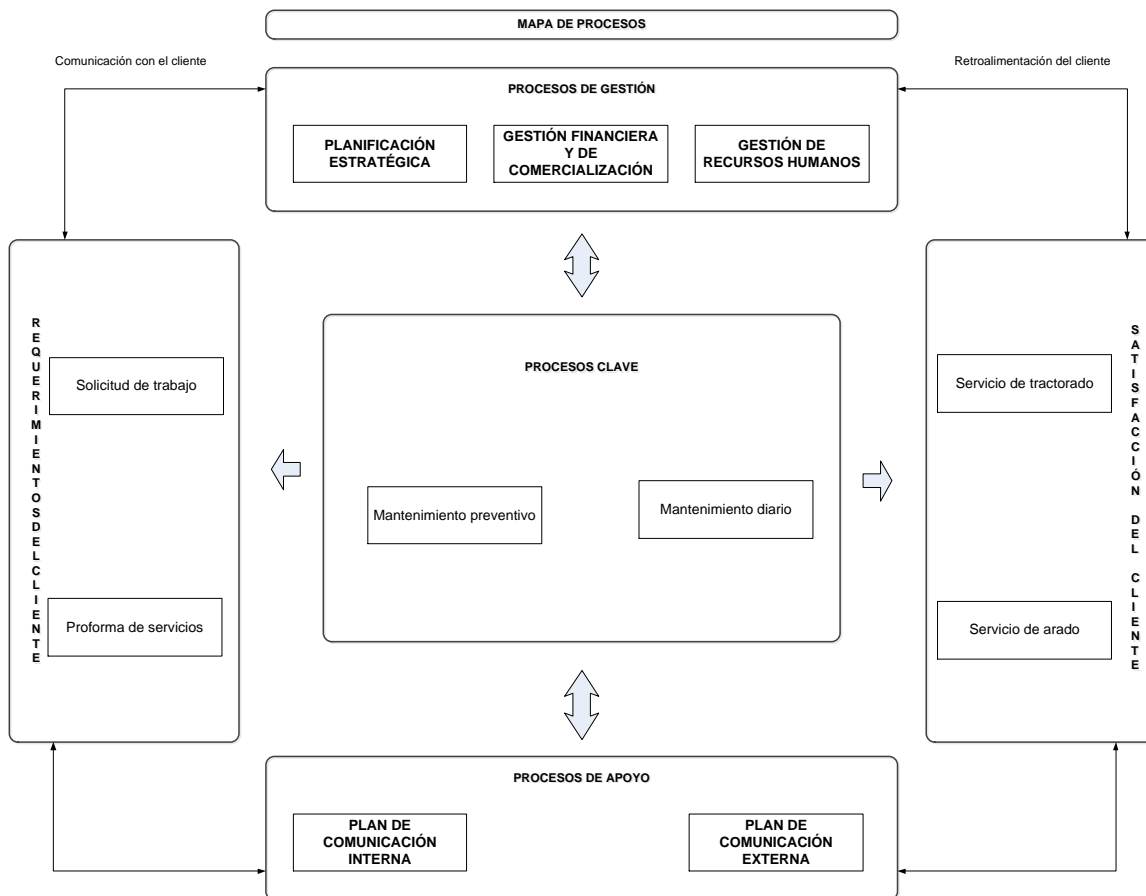 MAPA DE PROCESOS
Comunicación con el cliente
Retroalimentación del cliente
PROCESOS DE GESTIÓN
PLANIFICACIÓN
ESTRATÉGICA
GESTIÓN FINANCIERA
Y DE
COMERCIALIZACIÓN
GESTIÓN DE
RECURSOS HUMANOS
REQUERIMIENTOS DEL CLIENTE
Solicitud de trabajo
Proforma de servicios
PROCESOS CLAVE
Mantenimiento preventivo
Mantenimiento diario
Servicio de tractorado
Servicio de arado
SATISFACCIÓN DEL CLIENTE
PROCESOS DE APOYO
PLAN DE
COMUNICACIÓN
INTERNA
PLAN DE
COMUNICACIÓN
EXTERNA